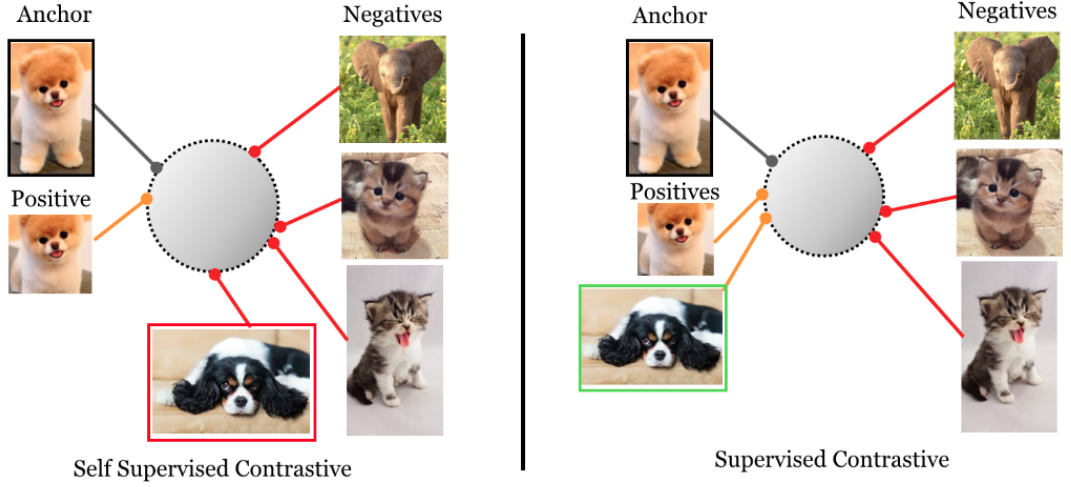 Anchor
Negatives
Positive
Self Supervised Contrastive
Anchor
Negatives
Positives
Supervised Contrastive